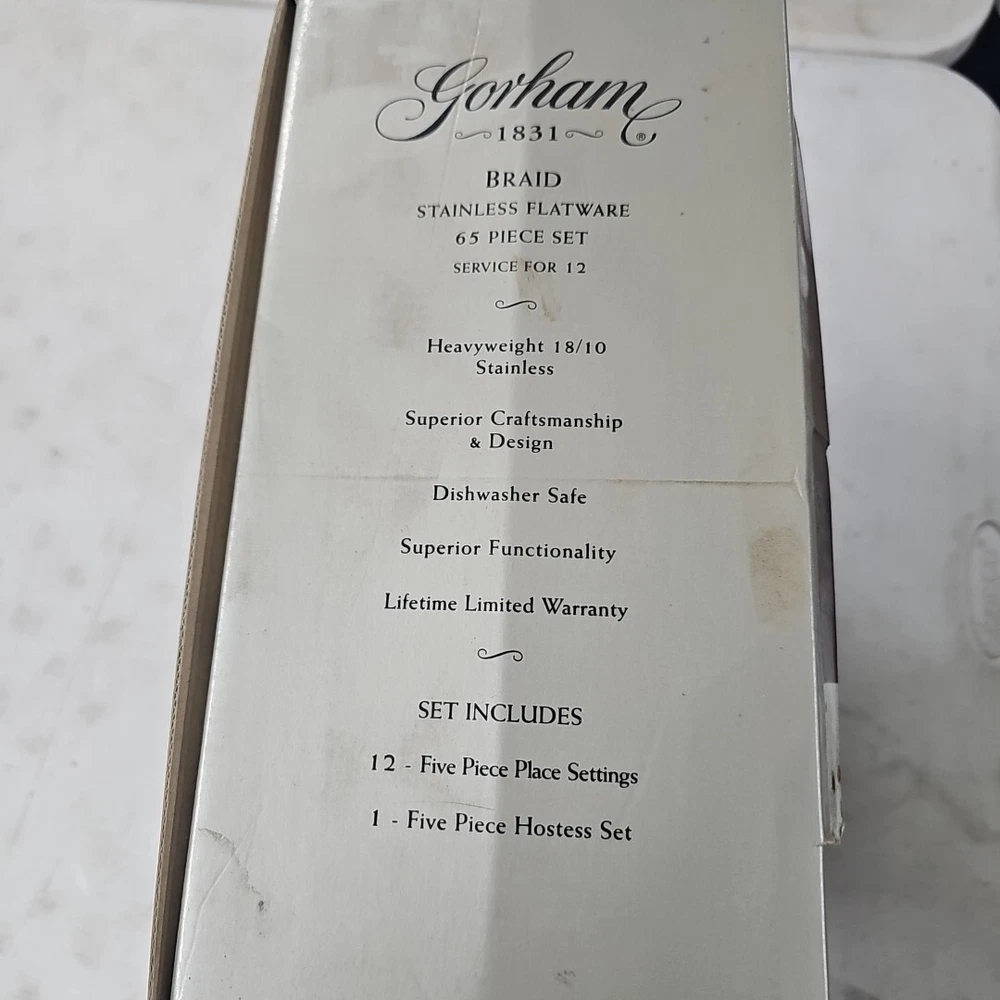 Gorham
1831 ®
BRAID
STAINLESS FLATWARE
65 PIECE SET
SERVICE FOR 12
Heavyweight 18/10
Stainless
Superior Craftsmanship
& Design
Dishwasher Safe
Superior Functionality
Lifetime Limited Warranty
SET INCLUDES
12 - Five Piece Place Settings
1 - Five Piece Hostess Set